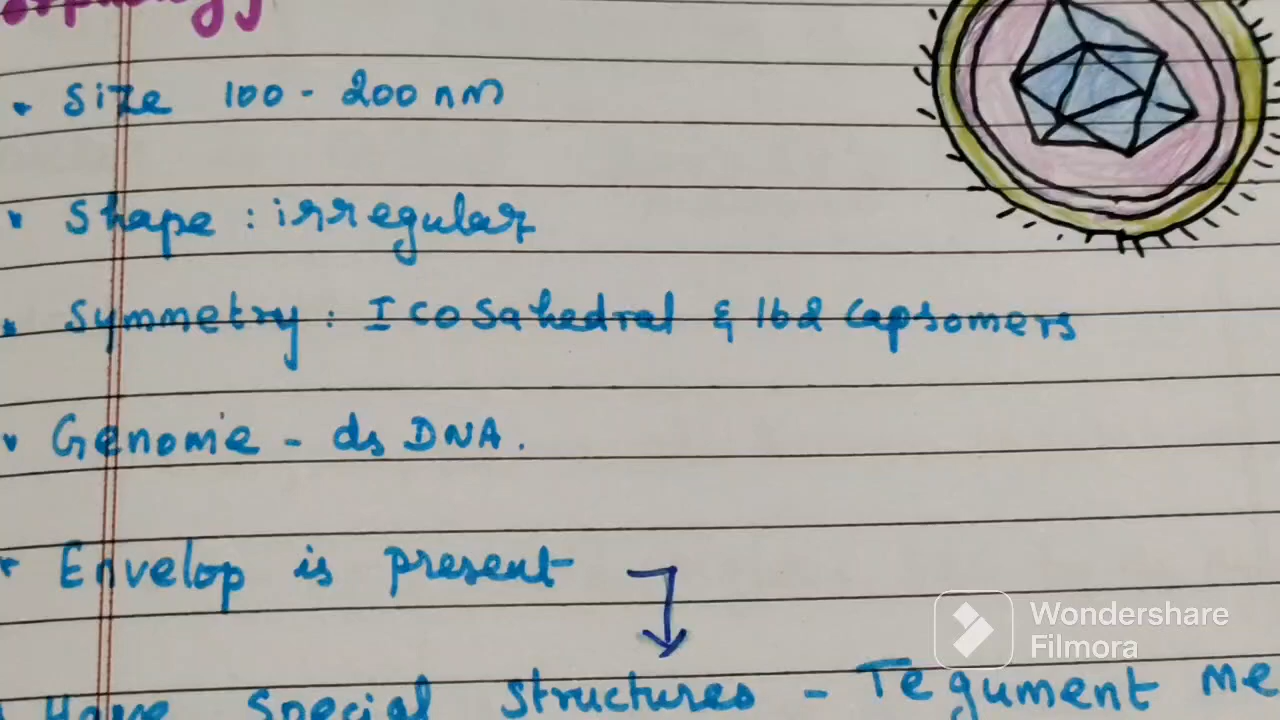 • Size 100 - 200 nm
• Shape : irregular
• Symmetry : Icosahedral & 162 Capsomers
• Genome - ds DNA.
• Envelop is present
Have Special Structures - Tegument
Wondershare
Filmora